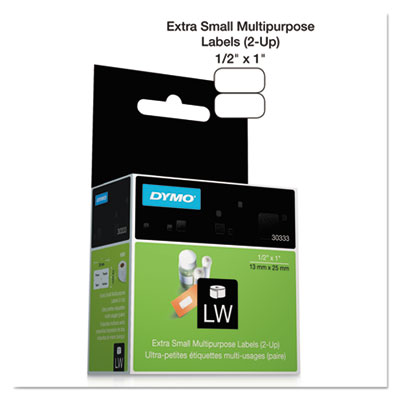 Extra Small Multipurpose
Labels (2-Up)
1/2" x 1"
DYMO
30333
1/2" x 1"
13 mm x 25 mm
LW
Extra Small Multipurpose Labels (2-Up)
Ultra-petites étiquettes multi-usages (paire)
LW